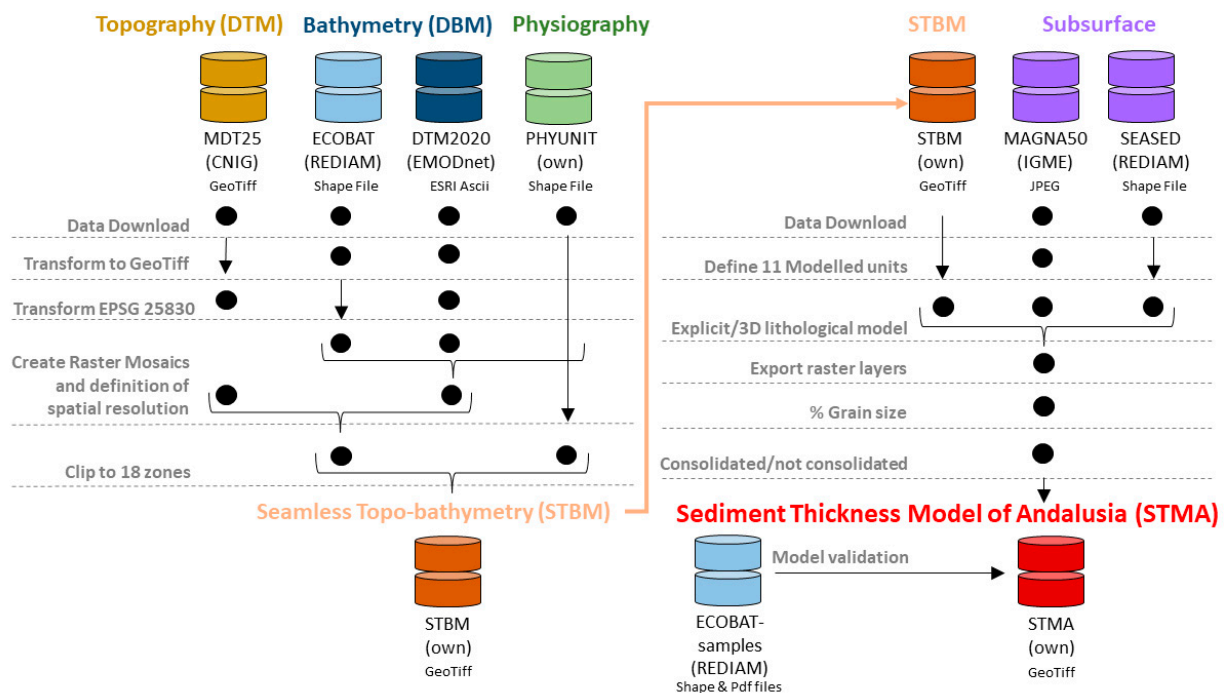 Topography (DTM)
Bathymetry (DBM)
Physiography
MDT25
(CNIG)
GeoTiff
ECOBAT
(REDIAM)
Shape File
DTM2020
(EMODnet)
ESRI Ascii
PHYUNIT
(own)
Shape File
Data Download
Transform to GeoTiff
Transform EPSG 25830
Create Raster Mosaics
and definition of
spatial resolution
Clip to 18 zones
Seamless Topo-bathymetry (STBM)
STBM
(own)
GeoTiff
STBM
Subsurface
STBM
(own)
GeoTiff
MAGNA50
(IGME)
JPEG
SEASED
(REDIAM)
Shape File
Data Download
Define 11 Modelled units
Explicit/3D lithological model
Export raster layers
% Grain size
Consolidated/not consolidated
Sediment Thickness Model of Andalusia (STMA)
Model validation
ECOBAT-
samples
(REDIAM)
Shape & Pdf files
STMA
(own)
GeoTiff